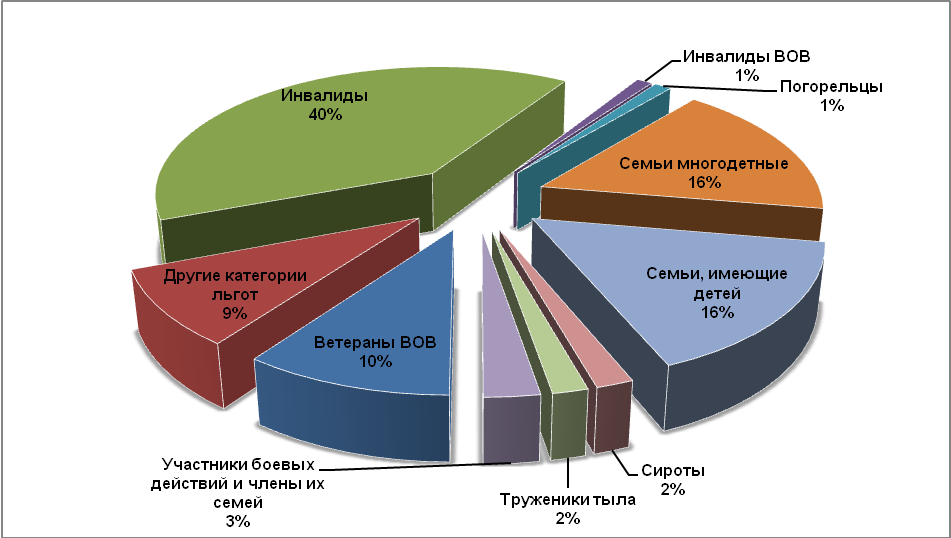 Инвалиды
40%
Инвалиды ВОВ
1%
Погорельцы
1%
Семьи многодетные
16%
Семьи, имеющие
детей
16%
Сироты
2%
Труженики тыла
2%
Участники боевых
действий и члены их
семей
3%
Ветераны ВОВ
10%
Другие категории
льгот
9%